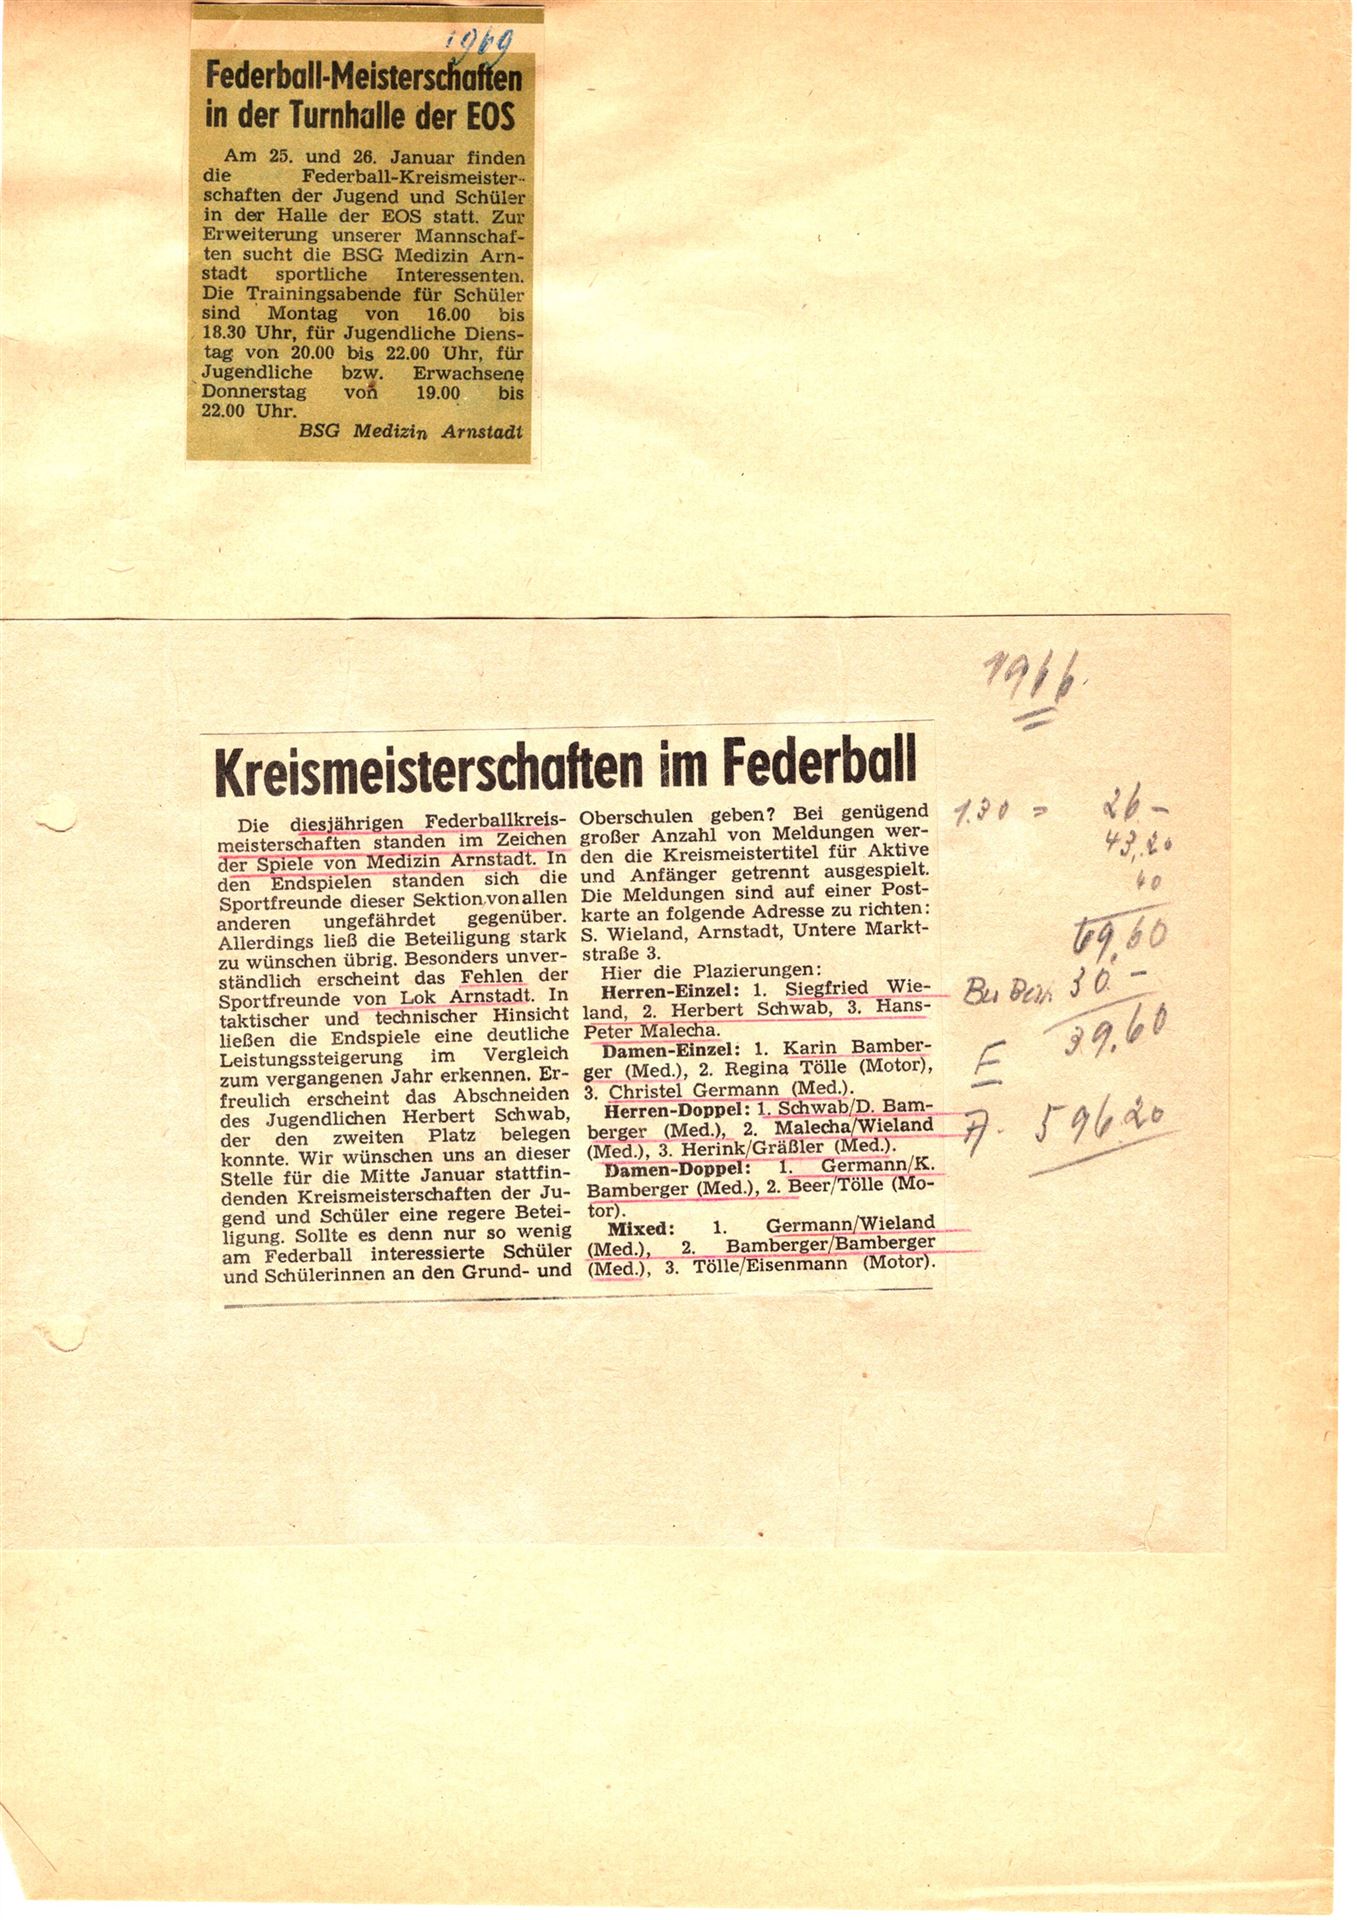 1969
Federball-Meisterschaften
in der Turnhalle der EOS
Am 25. und 26. Januar finden
die Federball-Kreismeister-
schaften der Jugend und Schüler
in der Halle der EOS statt. Zur
Erweiterung unserer Mannschaf-
ten sucht die BSG Medizin Arn-
stadt sportliche Interessenten.
Die Trainingsabende für Schüler
sind Montag von 16.00 bis
18.30 Uhr, für Jugendliche Diens-
tag von 20.00 bis 22.00 Uhr, für
Jugendliche bzw. Erwachsene
Donnerstag von 19.00 bis
22.00 Uhr.
BSG Medizin Arnstadt
1966.
Kreismeisterschaften im Federball
Die diesjährigen Federballkreis-
meisterschaften standen im Zeichen
der Spiele von Medizin Arnstadt. In
den Endspielen standen sich die
Sportfreunde dieser Sektion von allen
anderen ungefährdet gegenüber.
Allerdings ließ die Beteiligung stark
zu wünschen übrig. Besonders unver-
ständlich erscheint das Fehlen der
Sportfreunde von Lok Arnstadt. In
taktischer und technischer Hinsicht
ließen die Endspiele eine deutliche
Leistungssteigerung im Vergleich
zum vergangenen Jahr erkennen. Er-
freulich erscheint das Abschneiden
des Jugendlichen Herbert Schwab,
der den zweiten Platz belegen
konnte. Wir wünschen uns an dieser
Stelle für die Mitte Januar stattfin-
denden Kreismeisterschaften der Ju-
gend und Schüler eine regere Betei-
ligung. Sollte es denn nur so wenig
am Federball interessierte Schüler
und Schülerinnen an den Grund- und
Oberschulen geben? Bei genügend
großer Anzahl von Meldungen wer-
den die Kreismeistertitel für Aktive
und Anfänger getrennt ausgespielt.
Die Meldungen sind auf einer Post-
karte an folgende Adresse zu richten:
S. Wieland, Arnstadt, Untere Markt-
straße 3.
Hier die Plazierungen:
Herren-Einzel: 1. Siegfried Wie-
land, 2. Herbert Schwab, 3. Hans-
Peter Malecha.
Damen-Einzel: 1. Karin Bamber-
ger (Med.), 2. Regina Tölle (Motor),
3. Christel Germann (Med.).
Herren-Doppel: 1. Schwab/D. Bam-
berger (Med.), 2. Malecha/Wieland
(Med.), 3. Herink/Gräßler (Med.).
Damen-Doppel: 1. Germann/K.
Bamberger (Med.), 2. Beer/Tölle (Mo-
tor).
Mixed: 1. Germann/Wieland
(Med.), 2. Bamberger/Bamberger
(Med.), 3. Tölle/Eisenmann (Motor).
1.30 = 26 –
43,20
40
69,60
30 –
39,60
E
A. 596.20